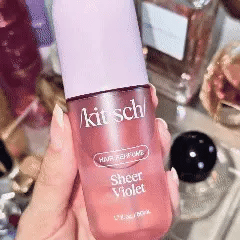 /kitsch/
HAIR PERFUME
Sheer
Violet